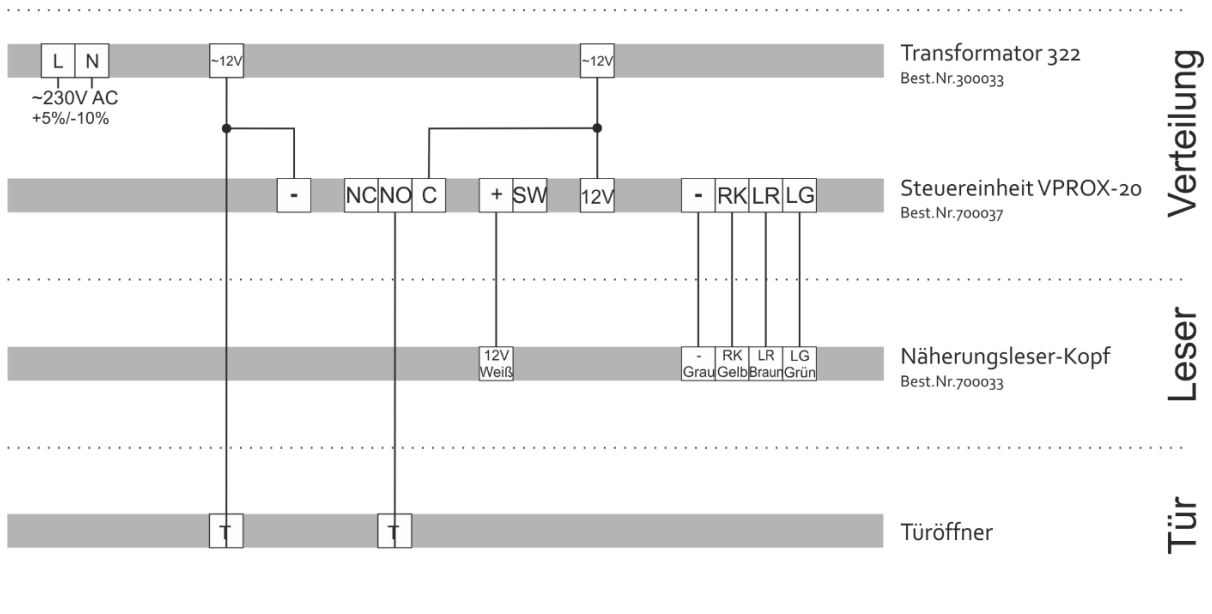 L N ~12V ~12V Transformator 322
Best.Nr.300033
~230V AC
+5%/-10%
- NC NO C + SW 12V - RK LR LG Steuereinheit VPROX-20
Best.Nr.700037
Verteilung
12V - RK LR LG Näherungsleser-Kopf
Weiß Grau Gelb Braun Grün
Best.Nr.700033
Leser
T T Türöffner
Tür